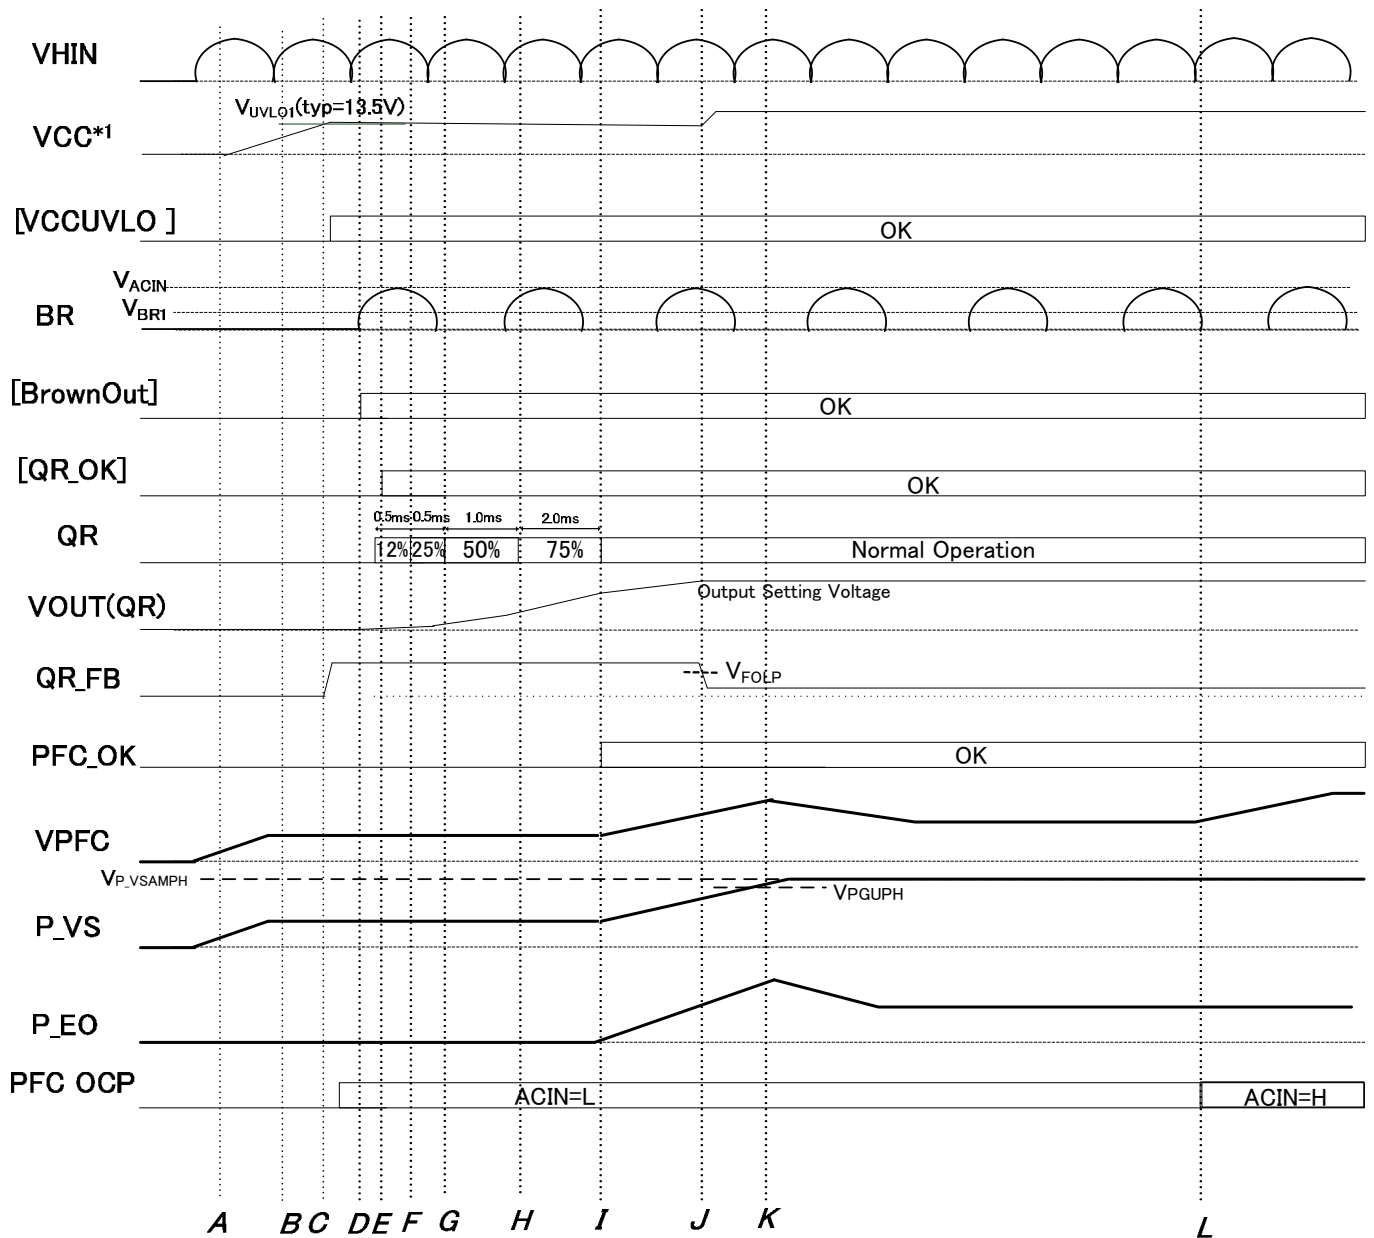 VHIN
VUVLO1(typ=13.5V)
VCC*1
[VCCUVLO ]
OK
VACIN
VBR1
BR
[BrownOut]
OK
[QR_OK]
OK
0.5ms 0.5ms 1.0ms 2.0ms
QR
12% 25% 50% 75% Normal Operation
VOUT(QR)
Output Setting Voltage
QR_FB
VFOLP
PFC_OK
OK
VPFC
VP_VSAMPH
VPGUPH
P_VS
P_EO
PFC OCP
ACIN=L
ACIN=H
A B C D E F G H I J K L